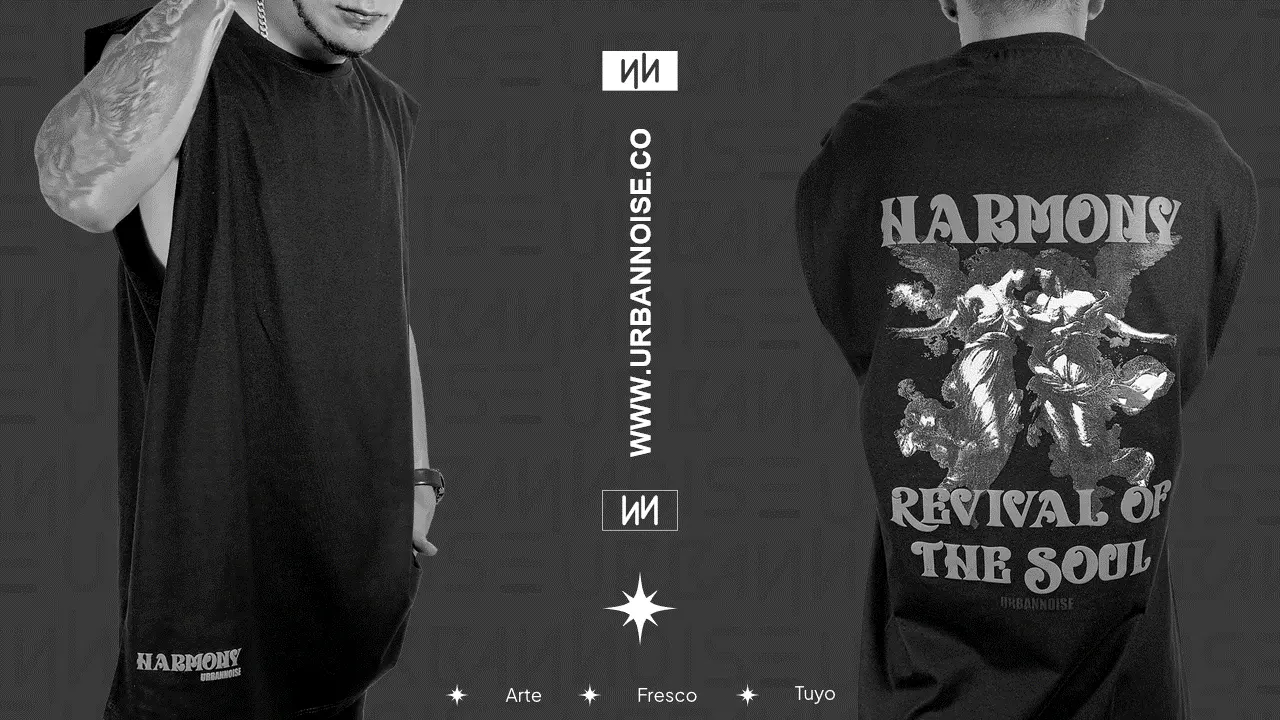 WWW.URBANNOISE.CO
HARMONY
REVIVAL OF
THE SOUL
URBANNOISE
HARMONY
URBANNOISE
Arte
Fresco
Tuyo